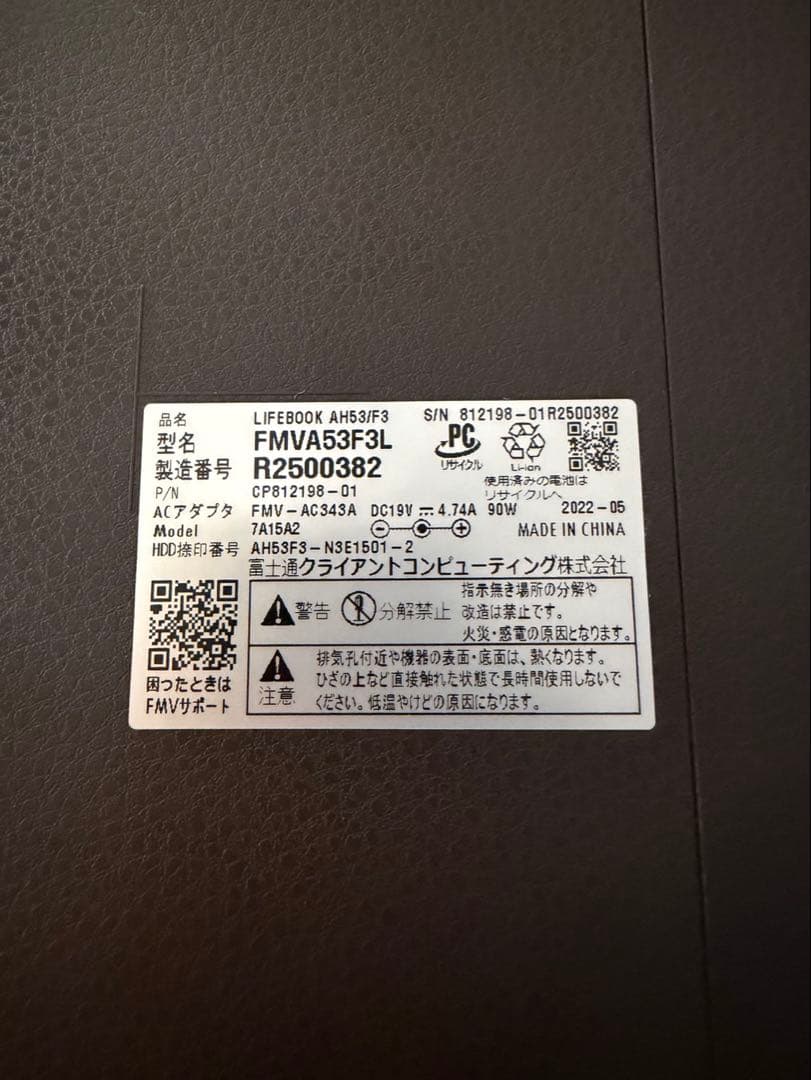 品名 LIFEBOOK AH53/F3 S/N 812198-01R2500382
型名 FMVA53F3L
製造番号 R2500382
PC
リサイクル
Li-ion
使用済みの電池は
リサイクルへ
P/N CP812198-01
ACアダプタ FMV-AC343A DC19V 4.74A 90W 2022-05
Model 7A15A2 MADE IN CHINA
HDD捺印番号 AH53F3-N3E1501-2
富士通クライアントコンピューティング株式会社
警告 分解禁止
指示無き場所の分解や
改造は禁止です。
火災・感電の原因となります。
注意
排気孔付近や機器の表面・底面は、熱くなります。
ひざの上など直接触れた状態で長時間使用しないで
ください。低温やけどの原因になります。
困ったときは
FMVサポート